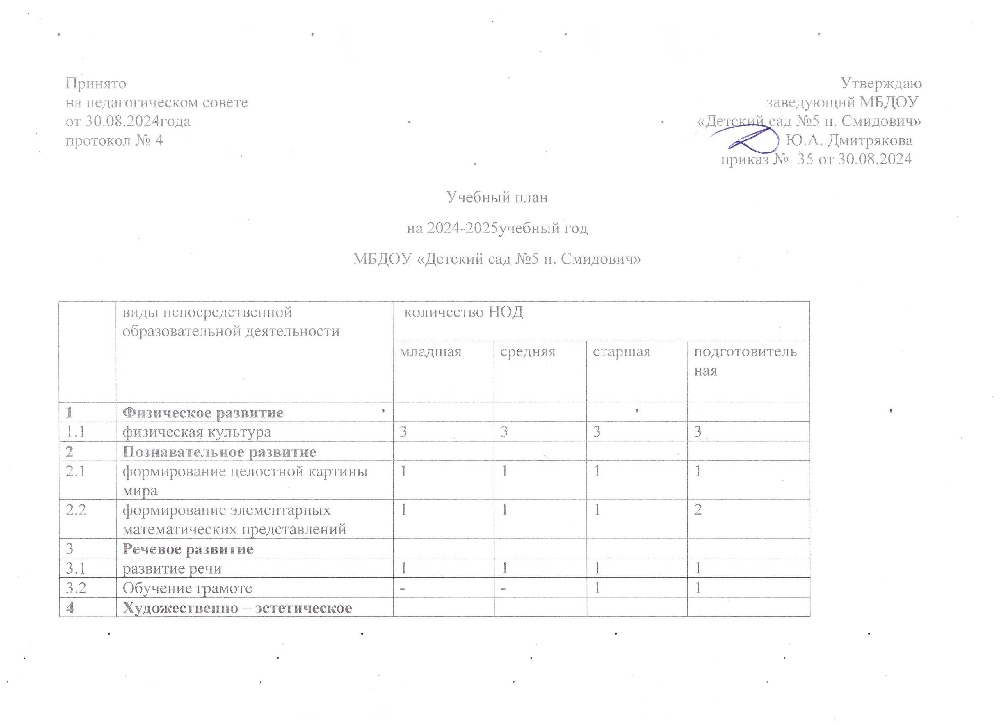 Принято
на педагогическом совете
от 30.08.2024года
протокол № 4
Утверждаю
заведующий МБДОУ
«Детский сад №5 п. Смидович»
Ю.А. Дмитрякова
приказ № 35 от 30.08.2024
Учебный план
на 2024-2025учебный год
МБДОУ «Детский сад №5 п. Смидович»
виды непосредственной
образовательной деятельности
количество НОД
младшая средняя старшая подготовитель
ная
1 Физическое развитие
1.1 физическая культура 3 3 3 3
2 Познавательное развитие
2.1 формирование целостной картины 1 1 1 1
мира
2.2 формирование элементарных 1 1 1 2
математических представлений
3 Речевое развитие
3.1 развитие речи 1 1 1 1
3.2 Обучение грамоте - - 1 1
4 Художественно – эстетическое